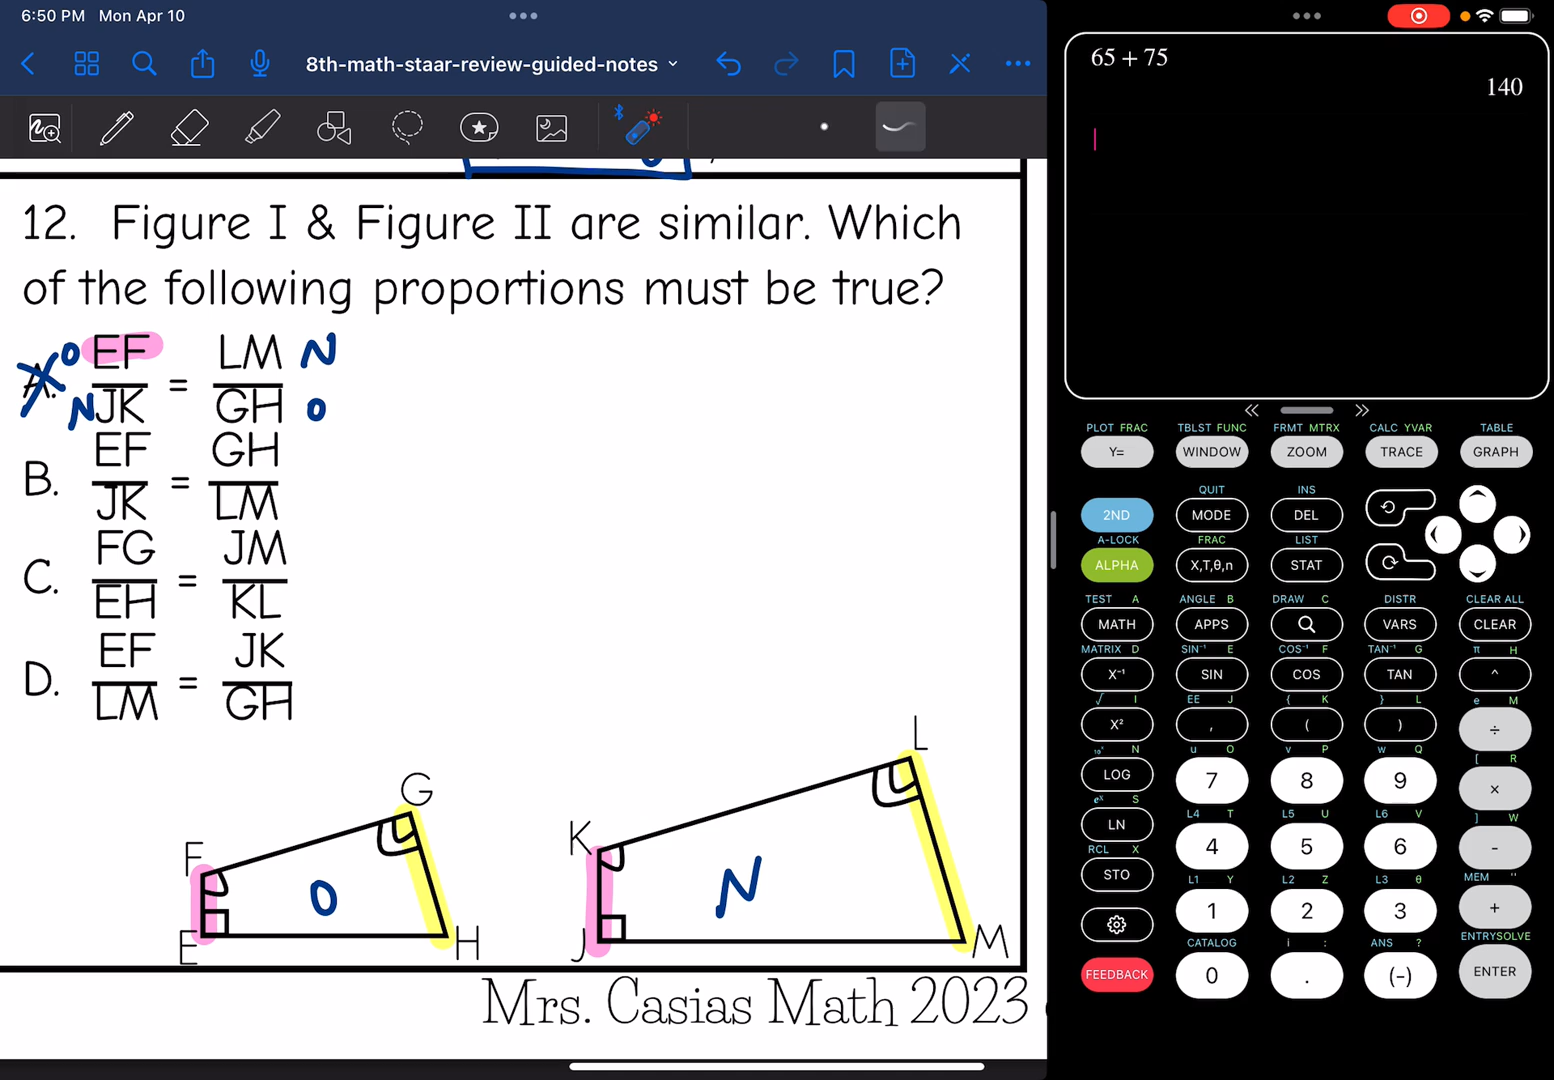 6:50 PM Mon Apr 10
8th-math-staar-review-guided-notes
12. Figure I & Figure II are similar. Which
of the following proportions must be true?
A. O EF = LM N
N JK GH O
B. EF = GH
JK LM
C. FG = JM
EH KL
D. EF = JK
LM GH
G
F
O
E
H
L
K
N
J
M
Mrs. Casias Math 2023
65 + 75
140
PLOT FRAC TBLST FUNC FRMT MTRX CALC YVAR TABLE
Y= WINDOW ZOOM TRACE GRAPH
QUIT INS
2ND MODE DEL
A-LOCK FRAC LIST
ALPHA X,T,θ,n STAT
TEST A ANGLE B DRAW C DISTR CLEAR ALL
MATH APPS VARS CLEAR
MATRIX D SIN⁻¹ E COS⁻¹ F TAN⁻¹ G π H
X⁻¹ SIN COS TAN ^
√ I EE J { K } L e M
X² , ( ) ÷
10ˣ N u O v P w Q [ R
LOG 7 8 9 ×
eˣ S L4 T L5 U L6 V ] W
LN 4 5 6 -
RCL X L1 Y L2 Z L3 θ MEM "
STO 1 2 3 +
CATALOG i : ANS ? ENTRY SOLVE
FEEDBACK 0 . (-) ENTER